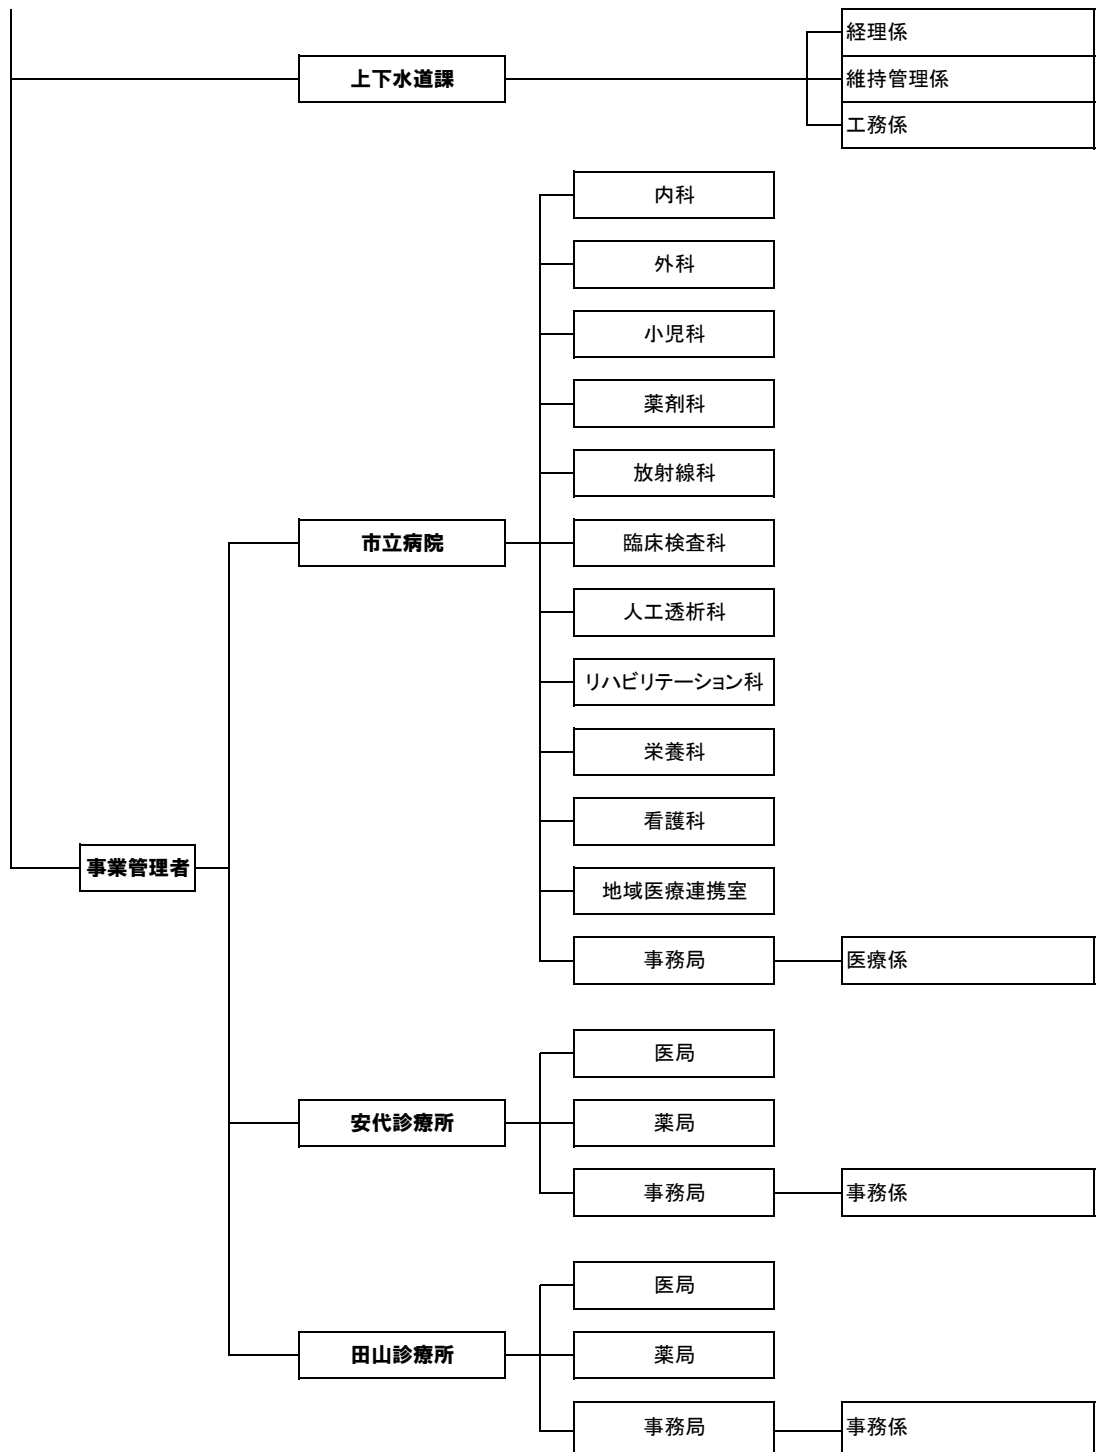 経理係
上下水道課
維持管理係
工務係
内科
外科
小児科
薬剤科
放射線科
市立病院
臨床検査科
人工透析科
リハビリテーション科
栄養科
看護科
事業管理者
地域医療連携室
事務局
医療係
医局
安代診療所
薬局
事務局
事務係
医局
田山診療所
薬局
事務局
事務係